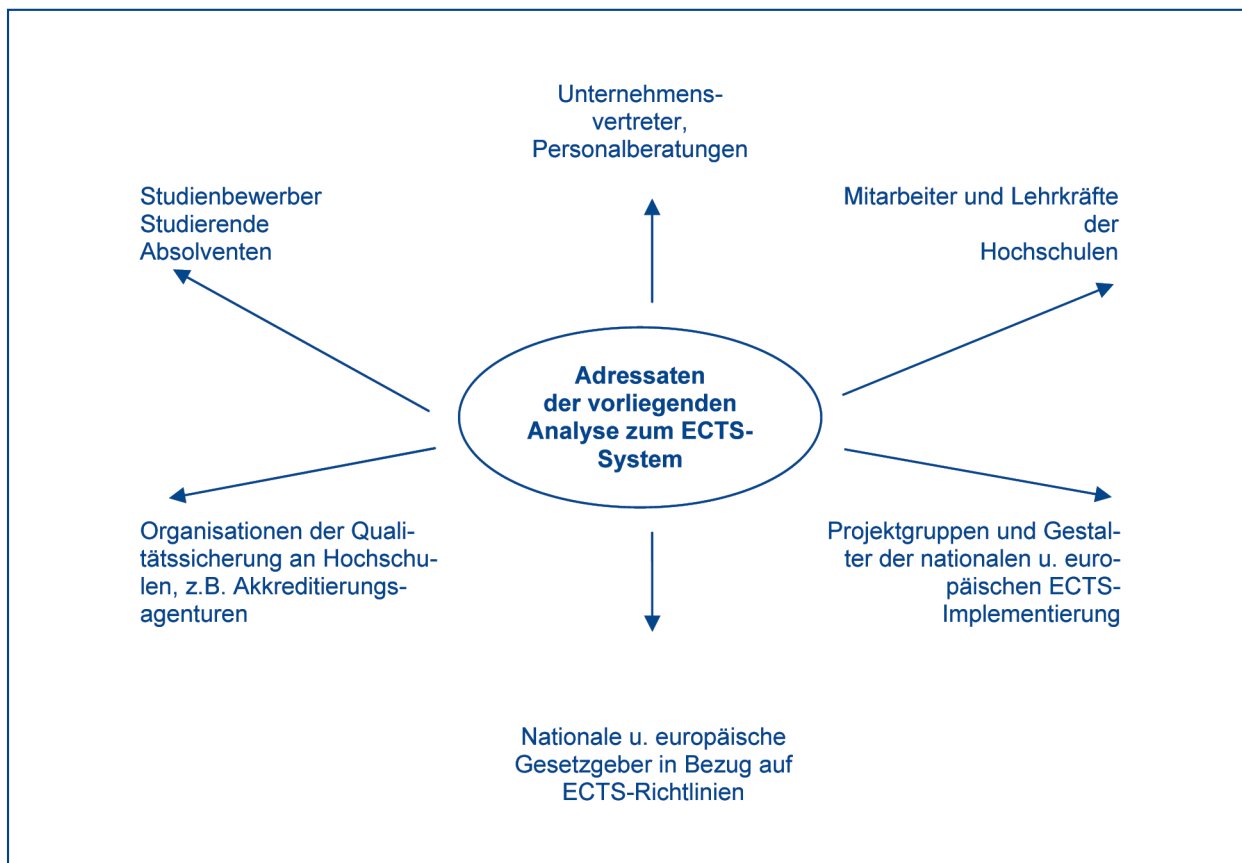 Unternehmens-
vertreter,
Personalberatungen
Studienbewerber
Studierende
Absolventen
Mitarbeiter und Lehrkräfte
der
Hochschulen
Adressaten
der vorliegenden
Analyse zum ECTS-
System
Organisationen der Quali-
tätssicherung an Hochschu-
len, z.B. Akkreditierungs-
agenturen
Projektgruppen und Gestal-
ter der nationalen u. euro-
päischen ECTS-
Implementierung
Nationale u. europäische
Gesetzgeber in Bezug auf
ECTS-Richtlinien